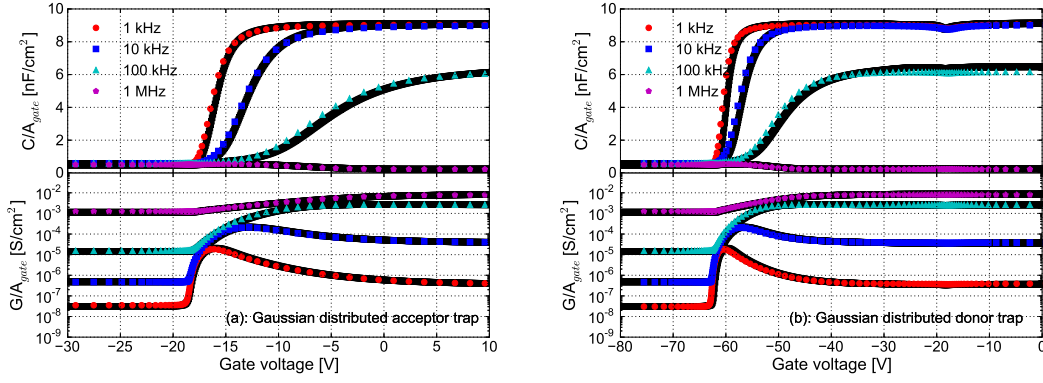 C/A_gate [nF/cm²]
10
8
6
4
2
0
1 kHz
10 kHz
100 kHz
1 MHz
G/A_gate [S/cm²]
10⁻²
10⁻³
10⁻⁴
10⁻⁵
10⁻⁶
10⁻⁷
10⁻⁸
10⁻⁹
(a): Gaussian distributed acceptor trap
−30 −25 −20 −15 −10 −5 0 5 10
Gate voltage [V]
C/A_gate [nF/cm²]
10
8
6
4
2
0
1 kHz
10 kHz
100 kHz
1 MHz
G/A_gate [S/cm²]
10⁻²
10⁻³
10⁻⁴
10⁻⁵
10⁻⁶
10⁻⁷
10⁻⁸
10⁻⁹
(b): Gaussian distributed donor trap
−80 −70 −60 −50 −40 −30 −20 −10 0
Gate voltage [V]